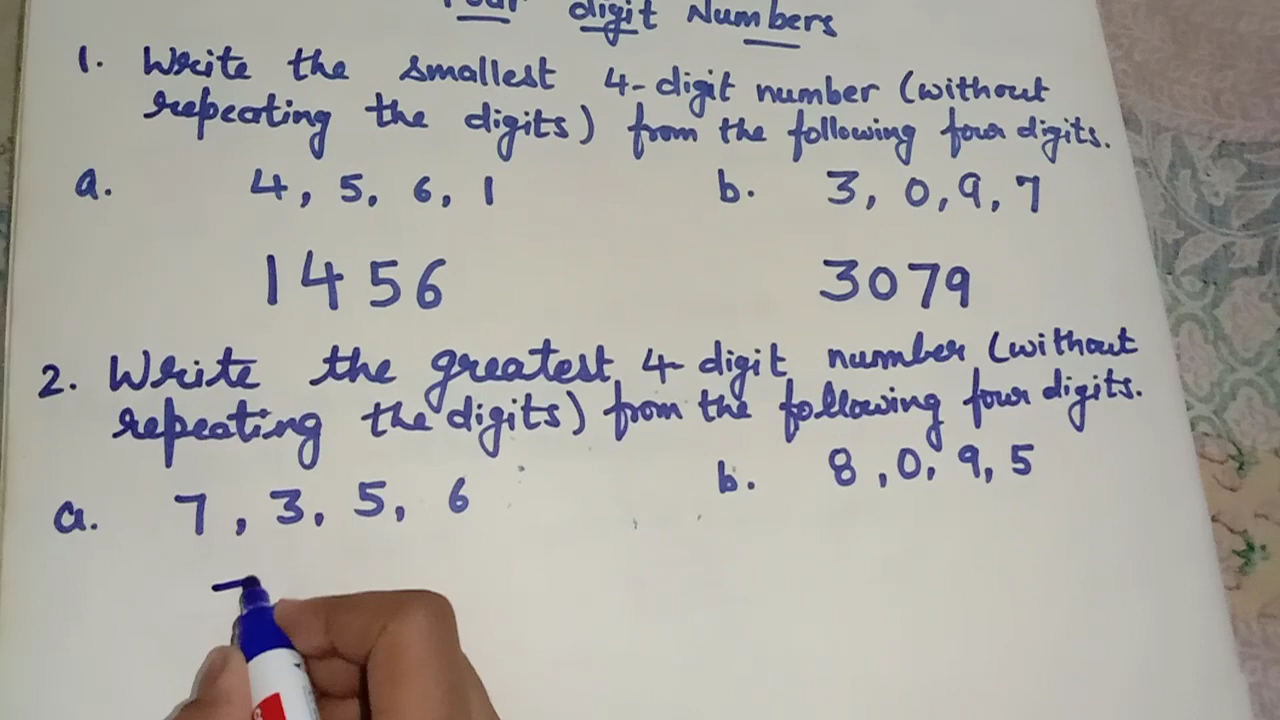 Four digit Numbers
1. Write the smallest 4-digit number (without
repeating the digits) from the following four digits.
a. 4, 5, 6, 1 b. 3, 0, 9, 7
1456 3079
2. Write the greatest 4-digit number (without
repeating the digits) from the following four digits.
a. 7, 3, 5, 6 b. 8, 0, 9, 5